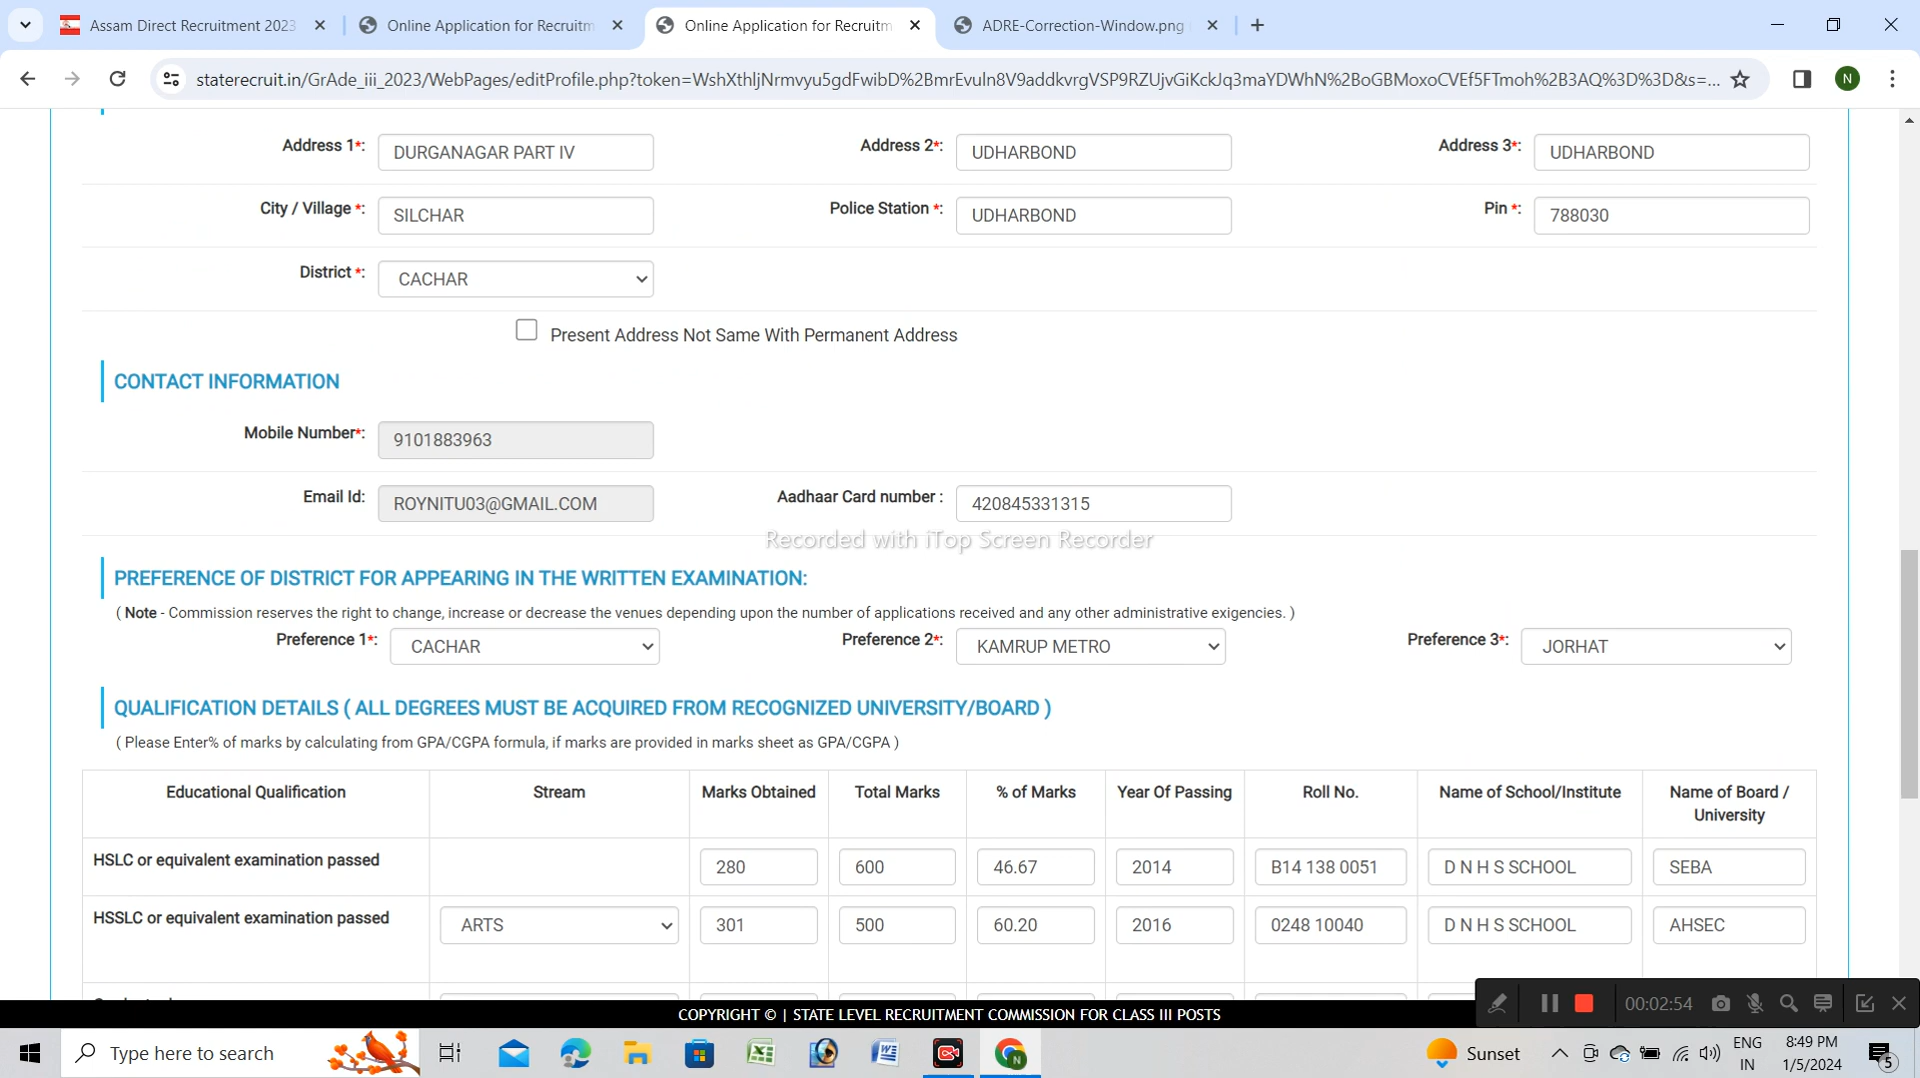 Assam Direct Recruitment 2023
Online Application for Recruitm
Online Application for Recruitm
ADRE-Correction-Window.png
staterecruit.in/GrAde_iii_2023/WebPages/editProfile.php?token=WshXthljNrmvyu5gdFwibD%2BmrEvuln8V9addkvrgVSP9RZUJvGiKckJq3maYDWhN%2BoGBMoxoCVEf5FTmoh%2B3AQ%3D%3D&s=...
N
Address 1*: DURGANAGAR PART IV Address 2*: UDHARBOND Address 3*: UDHARBOND
City / Village *: SILCHAR Police Station *: UDHARBOND Pin *: 788030
District *: CACHAR
Present Address Not Same With Permanent Address
CONTACT INFORMATION
Mobile Number*: 9101883963
Email Id: ROYNITU03@GMAIL.COM Aadhaar Card number : 420845331315
Recorded with iTop Screen Recorder
PREFERENCE OF DISTRICT FOR APPEARING IN THE WRITTEN EXAMINATION:
( Note - Commission reserves the right to change, increase or decrease the venues depending upon the number of applications received and any other administrative exigencies. )
Preference 1*: CACHAR Preference 2*: KAMRUP METRO Preference 3*: JORHAT
QUALIFICATION DETAILS ( ALL DEGREES MUST BE ACQUIRED FROM RECOGNIZED UNIVERSITY/BOARD )
( Please Enter% of marks by calculating from GPA/CGPA formula, if marks are provided in marks sheet as GPA/CGPA )
Educational Qualification Stream Marks Obtained Total Marks % of Marks Year Of Passing Roll No. Name of School/Institute Name of Board /
University
HSLC or equivalent examination passed 280 600 46.67 2014 B14 138 0051 D N H S SCHOOL SEBA
HSSLC or equivalent examination passed ARTS 301 500 60.20 2016 0248 10040 D N H S SCHOOL AHSEC
00:02:54
COPYRIGHT © | STATE LEVEL RECRUITMENT COMMISSION FOR CLASS III POSTS
Type here to search
N
Sunset
ENG
IN
8:49 PM
1/5/2024
5